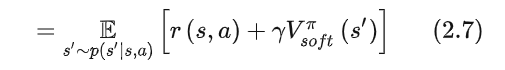 = 𝔼_{s'∼p(s'|s,a)} [r (s, a) + γV^π_{soft} (s')] (2.7)